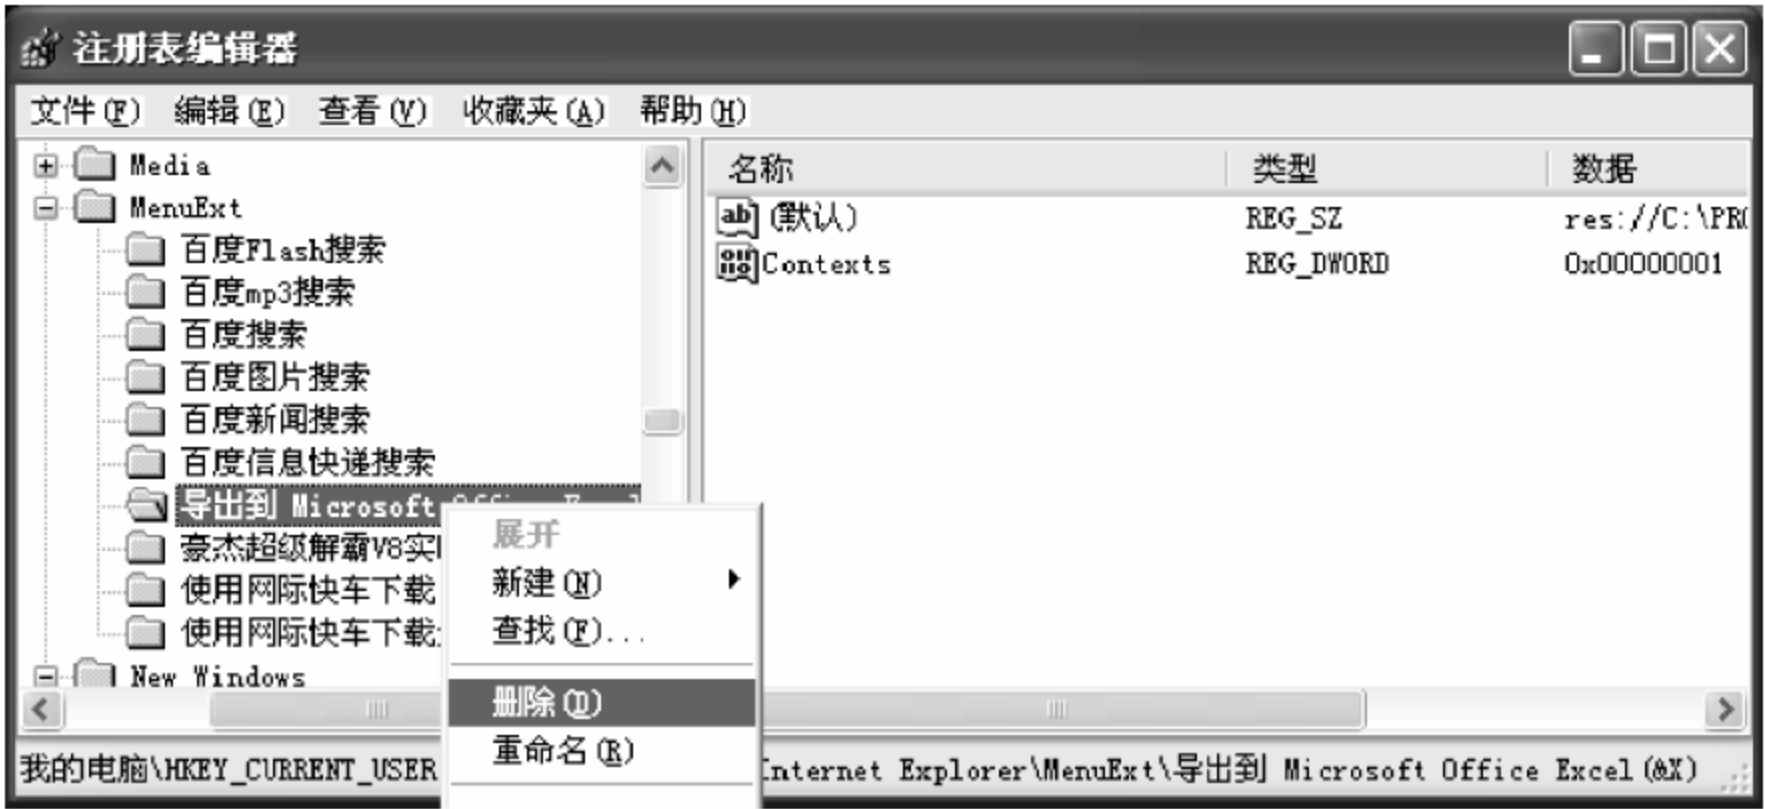 注册表编辑器
文件(F) 编辑(E) 查看(V) 收藏夹(A) 帮助(H)
名称 类型 数据
(默认) REG_SZ res://C:\PRO
Contexts REG_DWORD 0x00000001
Media
MenuExt
百度Flash搜索
百度mp3搜索
百度搜索
百度图片搜索
百度新闻搜索
百度信息快递搜索
导出到 Microsoft
豪杰超级解霸V8实
使用网际快车下载
使用网际快车下载
New Windows
展开
新建(N)
查找(F)...
删除(D)
重命名(R)
我的电脑\HKEY_CURRENT_USER Internet Explorer\MenuExt\导出到 Microsoft Office Excel(&X)